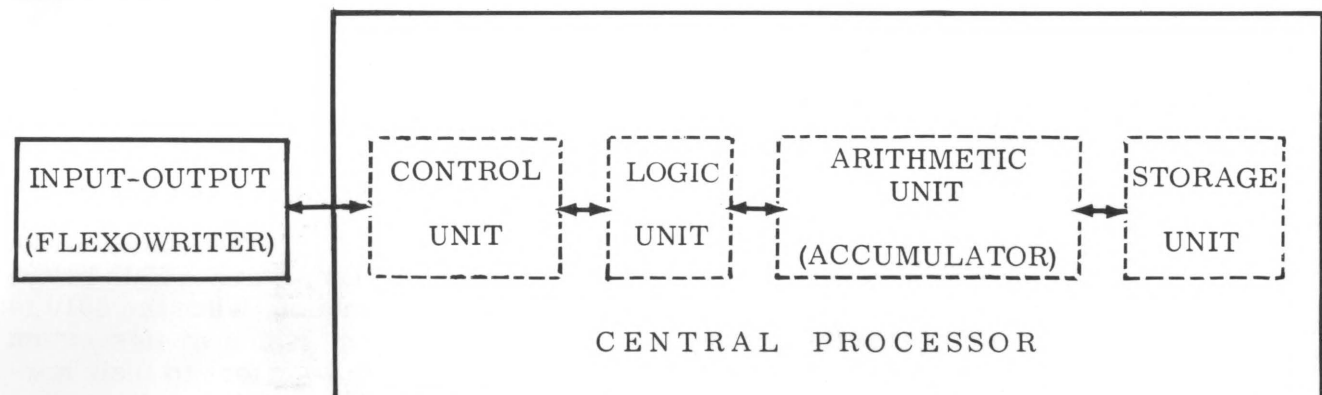 INPUT-OUTPUT
(FLEXOWRITER)
CONTROL
UNIT
LOGIC
UNIT
ARITHMETIC
UNIT
(ACCUMULATOR)
STORAGE
UNIT
CENTRAL PROCESSOR